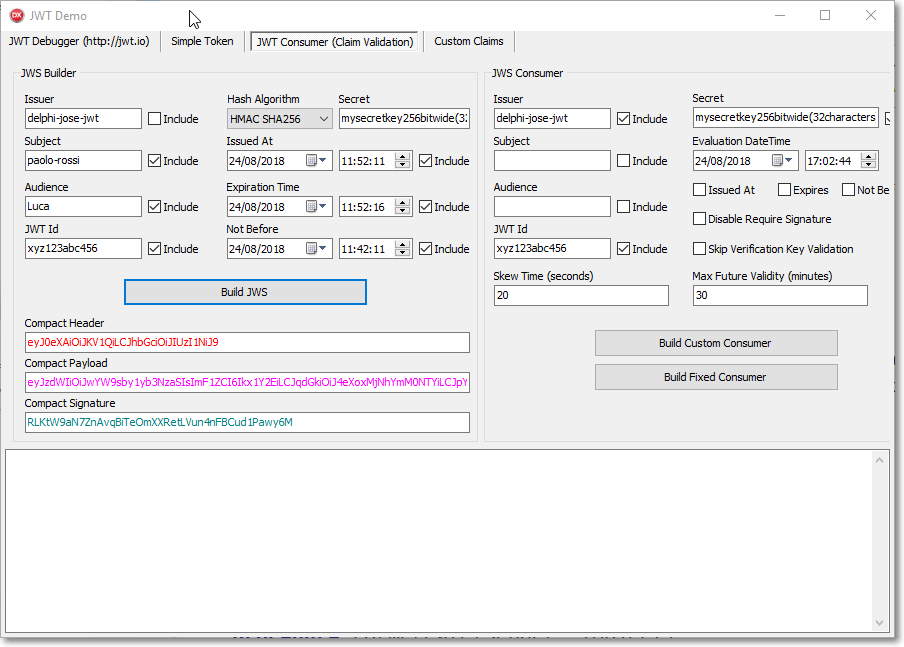 JWT Demo
JWT Debugger (http://jwt.io) Simple Token JWT Consumer (Claim Validation) Custom Claims
JWS Builder
Issuer Hash Algorithm Secret
delphi-jose-jwt Include HMAC SHA256 mysecretkey256bitwide(32
Subject Issued At
paolo-rossi Include 24/08/2018 11:52:11 Include
Audience Expiration Time
Luca Include 24/08/2018 11:52:16 Include
JWT Id Not Before
xyz123abc456 Include 24/08/2018 11:42:11 Include
Build JWS
Compact Header
eyJ0eXAiOiJKV1QiLCJhbGciOiJIUzI1NiJ9
Compact Payload
eyJzdWIiOiJwYW9sby1yb3NzaSIsImF1ZCI6Ikx1Y2EiLCJqdGkiOiJ4eXoxMjNhYmM0NTYiLCJpY
Compact Signature
RLKtW9aN7ZnAvqBiTeOmXXRetLVun4nFBCud1Pawy6M
JWS Consumer
Issuer Secret
delphi-jose-jwt Include mysecretkey256bitwide(32characters
Subject Evaluation DateTime
Include 24/08/2018 17:02:44
Audience Issued At Expires Not Be
Include Disable Require Signature
JWT Id
xyz123abc456 Include Skip Verification Key Validation
Skew Time (seconds) Max Future Validity (minutes)
20 30
Build Custom Consumer
Build Fixed Consumer